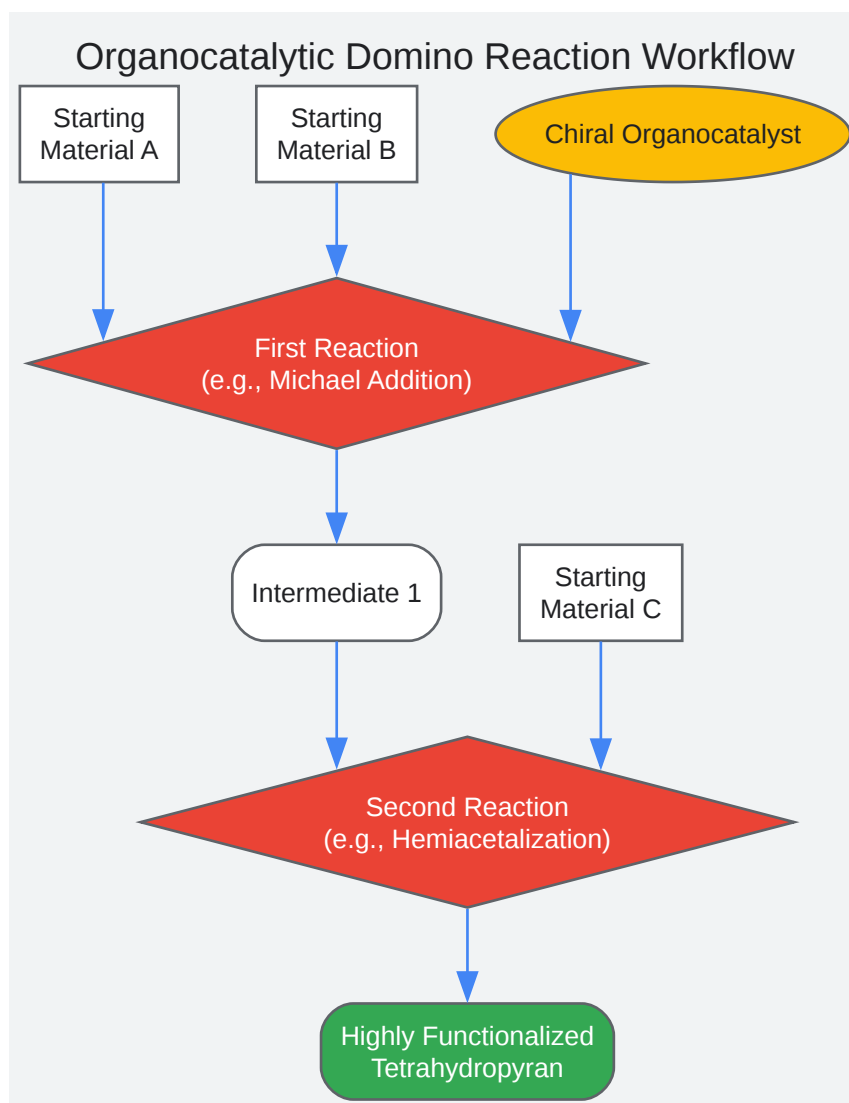 Organocatalytic Domino Reaction Workflow
Starting
Material A
Starting
Material B
Chiral Organocatalyst
First Reaction
(e.g., Michael Addition)
Intermediate 1
Starting
Material C
Second Reaction
(e.g., Hemiacetalization)
Highly Functionalized
Tetrahydropyran